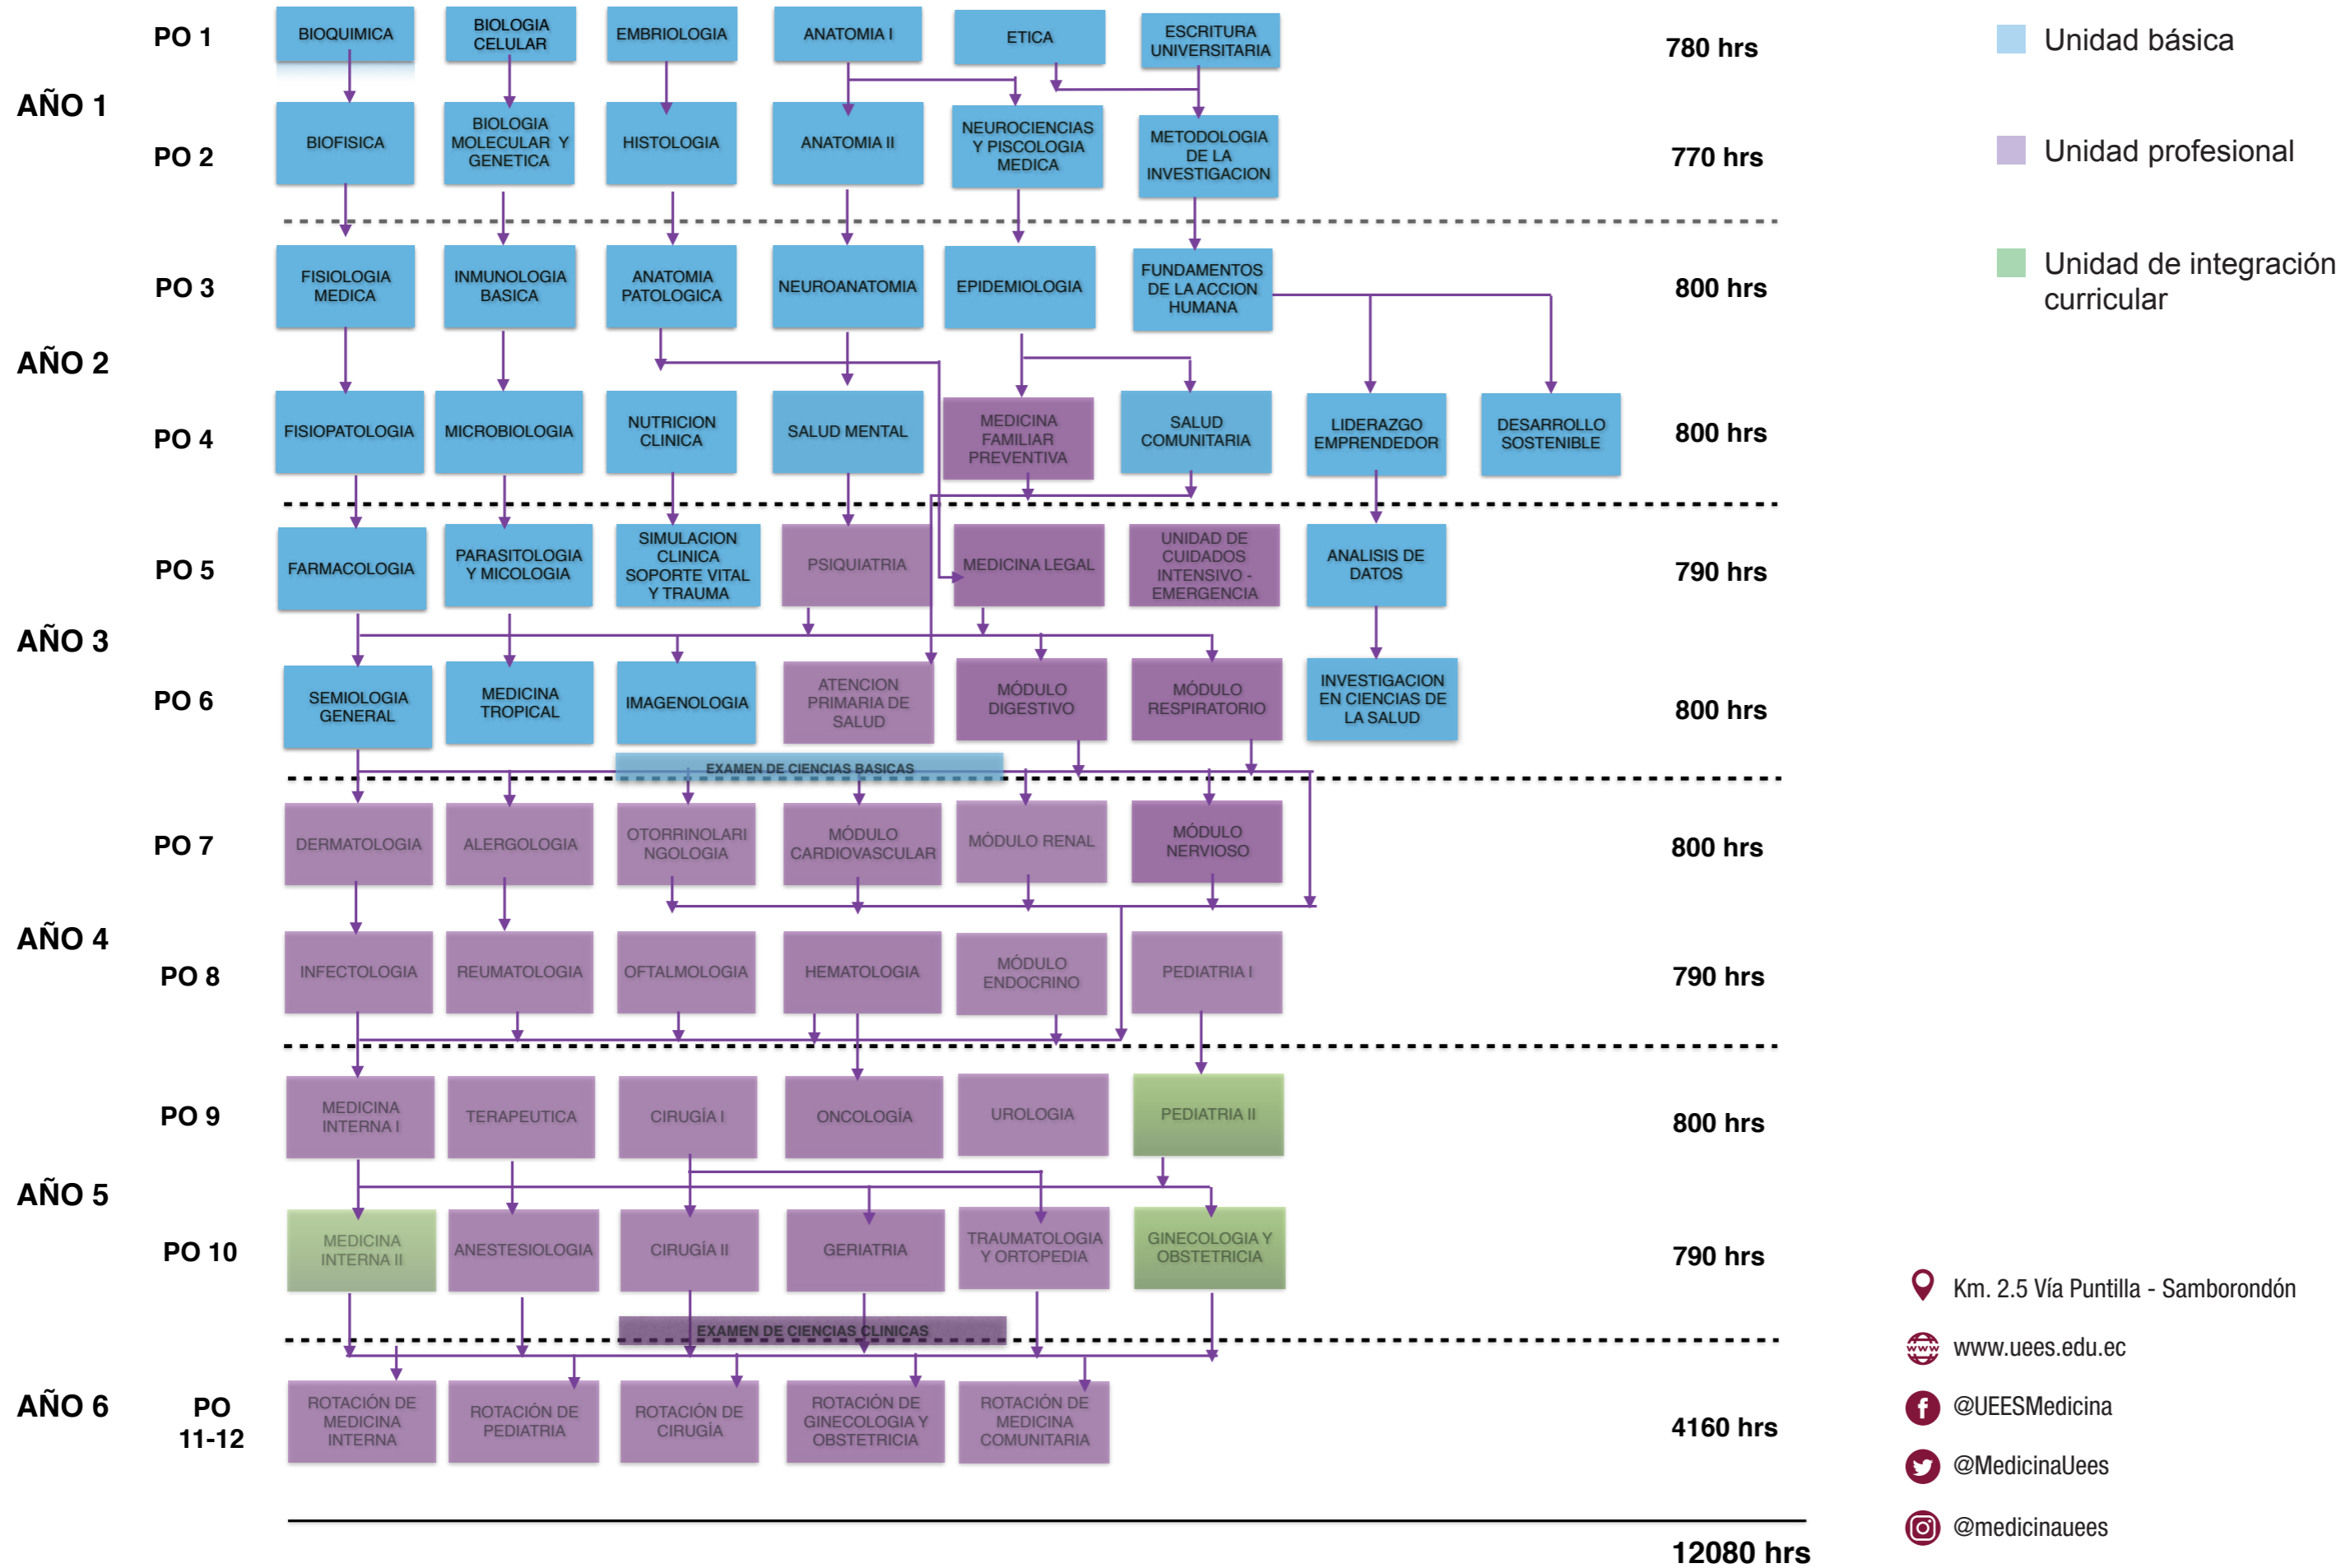 PO 1
BIOQUIMICA
BIOLOGIA
CELULAR
EMBRIOLOGIA
ANATOMIA I
ETICA
ESCRITURA
UNIVERSITARIA
780 hrs
Unidad básica
AÑO 1
PO 2
BIOFISICA
BIOLOGIA
MOLECULAR Y
GENETICA
HISTOLOGIA
ANATOMIA II
NEUROCIENCIAS
Y PISCOLOGIA
MEDICA
METODOLOGIA
DE LA
INVESTIGACION
770 hrs
Unidad profesional
PO 3
FISIOLOGIA
MEDICA
INMUNOLOGIA
BASICA
ANATOMIA
PATOLOGICA
NEUROANATOMIA
EPIDEMIOLOGIA
FUNDAMENTOS
DE LA ACCION
HUMANA
800 hrs
Unidad de integración
curricular
AÑO 2
PO 4
FISIOPATOLOGIA
MICROBIOLOGIA
NUTRICION
CLINICA
SALUD MENTAL
MEDICINA
FAMILIAR
PREVENTIVA
SALUD
COMUNITARIA
LIDERAZGO
EMPRENDEDOR
DESARROLLO
SOSTENIBLE
800 hrs
PO 5
FARMACOLOGIA
PARASITOLOGIA
Y MICOLOGIA
SIMULACION
CLINICA
SOPORTE VITAL
Y TRAUMA
PSIQUIATRIA
MEDICINA LEGAL
UNIDAD DE
CUIDADOS
INTENSIVO -
EMERGENCIA
ANALISIS DE
DATOS
790 hrs
AÑO 3
PO 6
SEMIOLOGIA
GENERAL
MEDICINA
TROPICAL
IMAGENOLOGIA
ATENCION
PRIMARIA DE
SALUD
MÓDULO
DIGESTIVO
MÓDULO
RESPIRATORIO
INVESTIGACION
EN CIENCIAS DE
LA SALUD
800 hrs
EXAMEN DE CIENCIAS BASICAS
PO 7
DERMATOLOGIA
ALERGOLOGIA
OTORRINOLARI
NGOLOGIA
MÓDULO
CARDIOVASCULAR
MÓDULO RENAL
MÓDULO
NERVIOSO
800 hrs
AÑO 4
PO 8
INFECTOLOGIA
REUMATOLOGIA
OFTALMOLOGIA
HEMATOLOGIA
MÓDULO
ENDOCRINO
PEDIATRIA I
790 hrs
PO 9
MEDICINA
INTERNA I
TERAPEUTICA
CIRUGÍA I
ONCOLOGÍA
UROLOGIA
PEDIATRIA II
800 hrs
AÑO 5
PO 10
MEDICINA
INTERNA II
ANESTESIOLOGIA
CIRUGÍA II
GERIATRIA
TRAUMATOLOGIA
Y ORTOPEDIA
GINECOLOGIA Y
OBSTETRICIA
790 hrs
EXAMEN DE CIENCIAS CLINICAS
AÑO 6
PO
11-12
ROTACIÓN DE
MEDICINA
INTERNA
ROTACIÓN DE
PEDIATRIA
ROTACIÓN DE
CIRUGÍA
ROTACIÓN DE
GINECOLOGIA Y
OBSTETRICIA
ROTACIÓN DE
MEDICINA
COMUNITARIA
4160 hrs
12080 hrs
Km. 2.5 Vía Puntilla - Samborondón
www
www.uees.edu.ec
@UEESMedicina
@MedicinaUees
@medicinauees